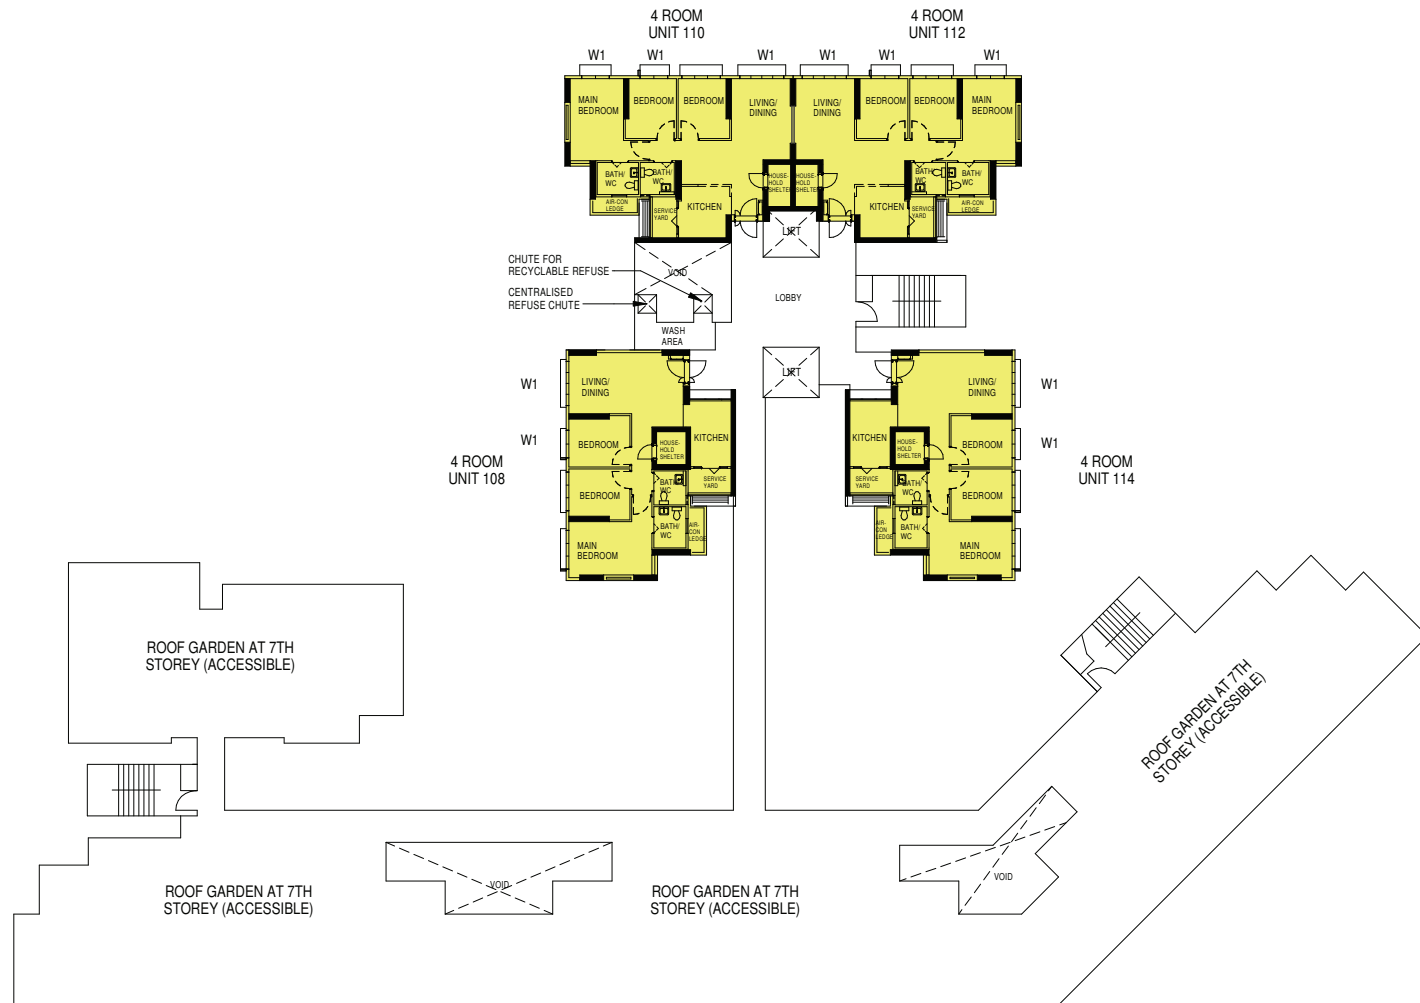 4 ROOM
UNIT 110
4 ROOM
UNIT 112
W1
W1
W1
W1
W1
W1
MAIN
BEDROOM
BEDROOM
BEDROOM
LIVING/
DINING
LIVING/
DINING
BEDROOM
BEDROOM
MAIN
BEDROOM
BATH/
WC
BATH/
WC
HOUSE-
HOLD
SHELTER
HOUSE-
HOLD
SHELTER
BATH/
WC
BATH/
WC
AIR-CON
LEDGE
SERVICE
YARD
KITCHEN
KITCHEN
SERVICE
YARD
AIR-CON
LEDGE
LIFT
CHUTE FOR
RECYCLABLE REFUSE
VOID
CENTRALISED
REFUSE CHUTE
LOBBY
WASH
AREA
LIFT
W1
LIVING/
DINING
LIVING/
DINING
W1
W1
BEDROOM
HOUSE-
HOLD
SHELTER
KITCHEN
KITCHEN
HOUSE-
HOLD
SHELTER
BEDROOM
W1
4 ROOM
UNIT 108
4 ROOM
UNIT 114
BEDROOM
BATH/
WC
SERVICE
YARD
SERVICE
YARD
BATH/
WC
BEDROOM
MAIN
BEDROOM
BATH/
WC
AIR-
CON
LEDGE
AIR-
CON
LEDGE
BATH/
WC
MAIN
BEDROOM
ROOF GARDEN AT 7TH
STOREY (ACCESSIBLE)
ROOF GARDEN AT 7TH
STOREY (ACCESSIBLE)
ROOF GARDEN AT 7TH
STOREY (ACCESSIBLE)
VOID
ROOF GARDEN AT 7TH
STOREY (ACCESSIBLE)
VOID